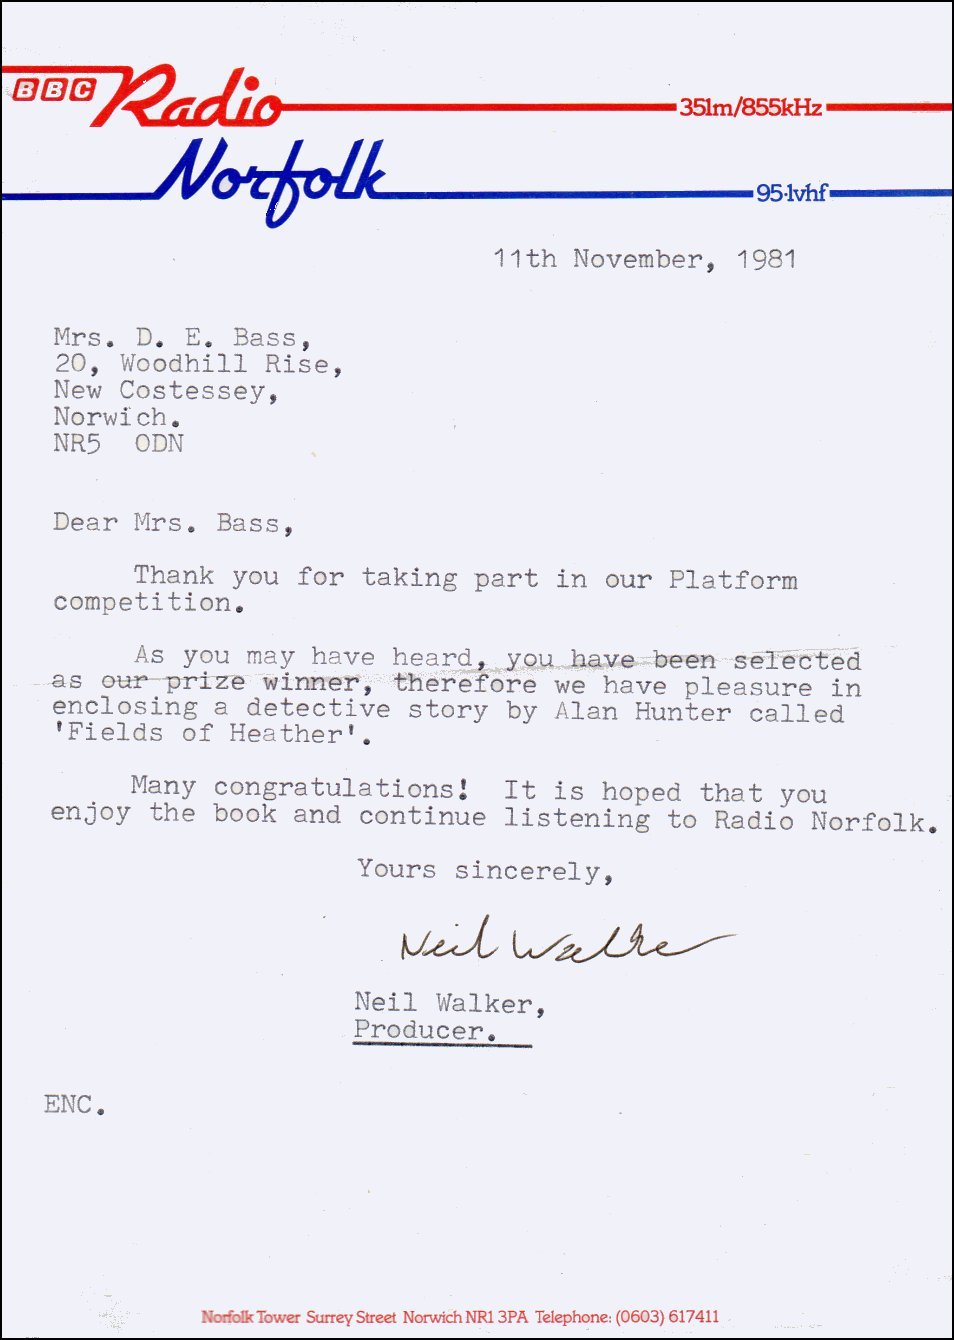 BBC Radio
351m/855kHz
Norfolk
95·1vhf
11th November, 1981
Mrs. D. E. Bass,
20, Woodhill Rise,
New Costessey,
Norwich.
NR5 ODN
Dear Mrs. Bass,
Thank you for taking part in our Platform
competition.
As you may have heard, you have been selected
as our prize winner, therefore we have pleasure in
enclosing a detective story by Alan Hunter called
'Fields of Heather'.
Many congratulations! It is hoped that you
enjoy the book and continue listening to Radio Norfolk.
Yours sincerely,
Neil Walker
Neil Walker,
Producer.
ENC.
Norfolk Tower Surrey Street Norwich NR1 3PA Telephone: (0603) 617411